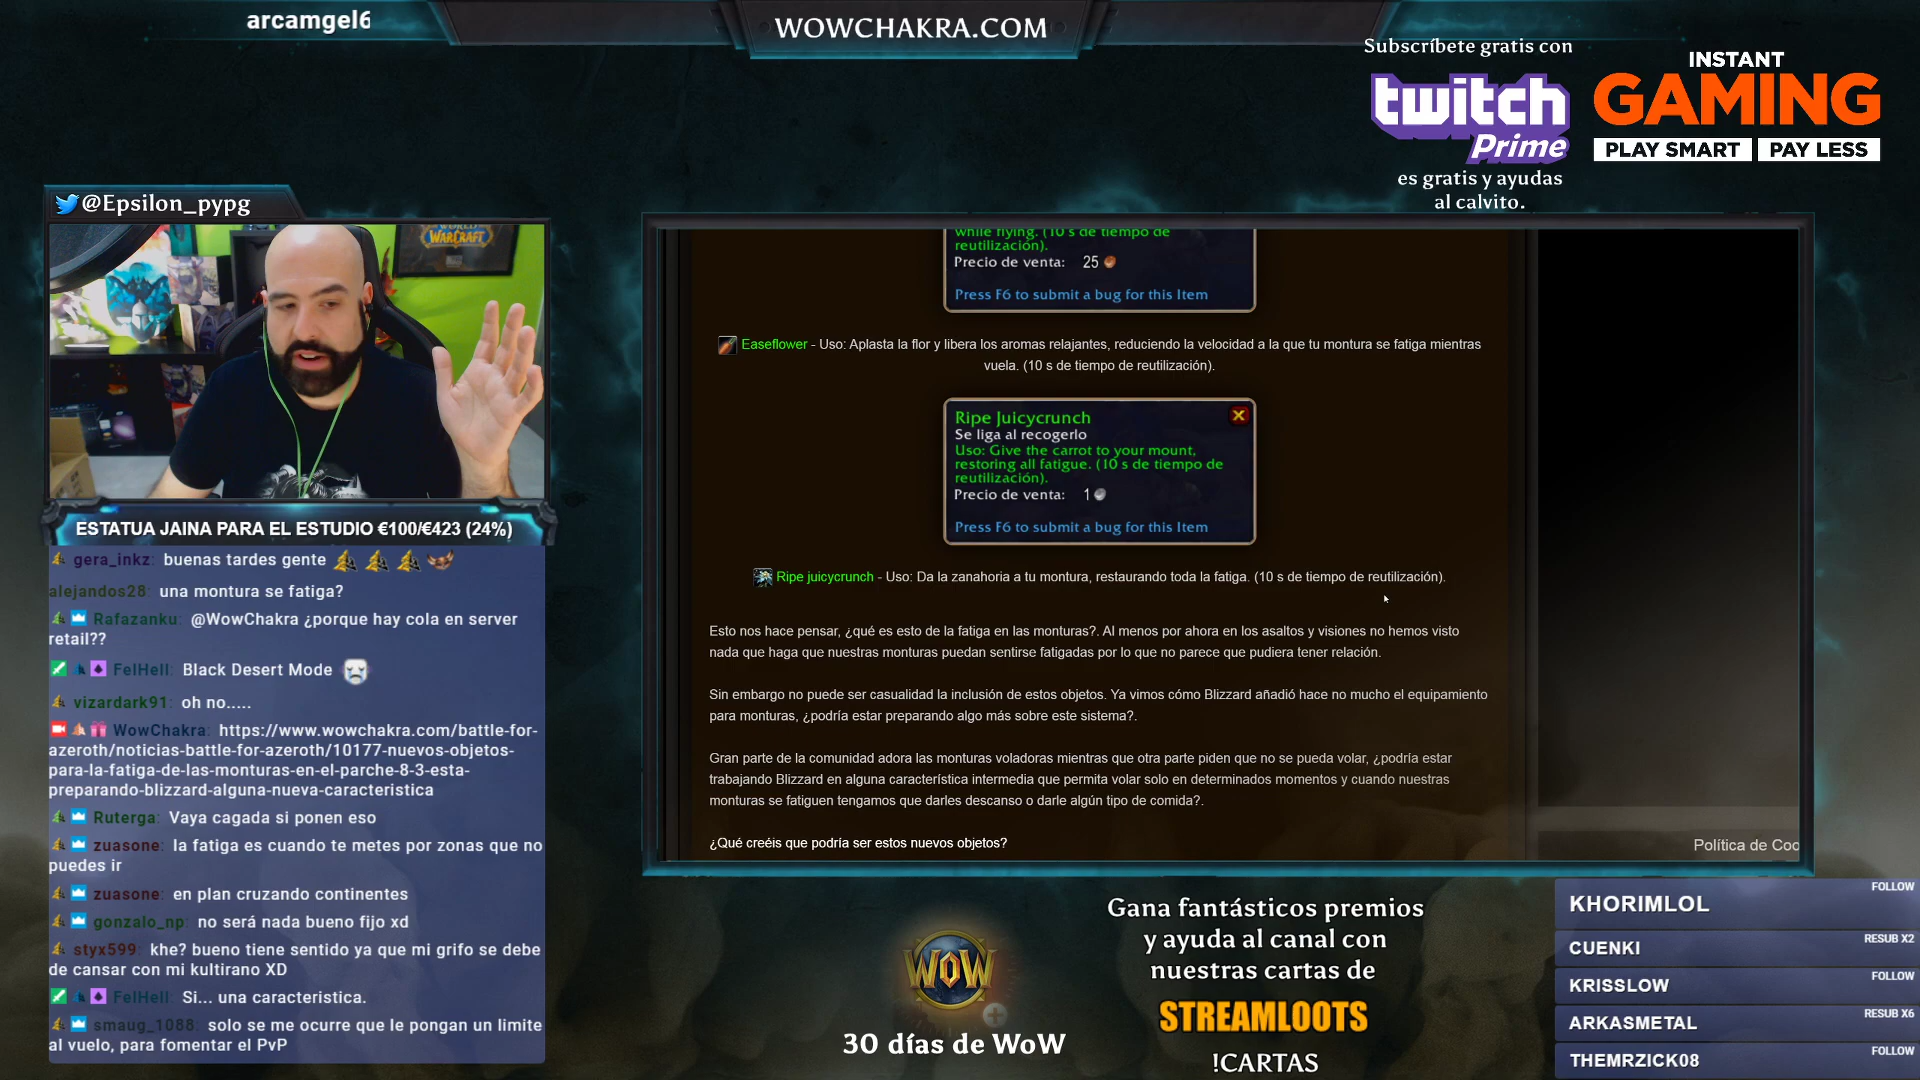 arcamgel6
WOWCHAKRA.COM
Subscríbete gratis con
twitch
Prime
es gratis y ayudas
al calvito.
INSTANT
GAMING
PLAY SMART PAY LESS
@Epsilon_pypg
WARCRAFT
ESTATUA JAINA PARA EL ESTUDIO €100/€423 (24%)
gera_inkz: buenas tardes gente
alejandos28: una montura se fatiga?
Rafazanku: @WowChakra ¿porque hay cola en server
retail??
FelHell: Black Desert Mode
vizardark91: oh no.....
WowChakra: https://www.wowchakra.com/battle-for-
azeroth/noticias-battle-for-azeroth/10177-nuevos-objetos-
para-la-fatiga-de-las-monturas-en-el-parche-8-3-esta-
preparando-blizzard-alguna-nueva-caracteristica
Ruterga: Vaya cagada si ponen eso
zuasone: la fatiga es cuando te metes por zonas que no
puedes ir
zuasone: en plan cruzando continentes
gonzalo_np: no será nada bueno fijo xd
styx599: khe? bueno tiene sentido ya que mi grifo se debe
de cansar con mi kultirano XD
FelHell: Si... una caracteristica.
smaug_1088: solo se me ocurre que le pongan un limite
al vuelo, para fomentar el PvP
while flying. (10 s de tiempo de
reutilización).
Precio de venta: 25
Press F6 to submit a bug for this Item
Easeflower - Uso: Aplasta la flor y libera los aromas relajantes, reduciendo la velocidad a la que tu montura se fatiga mientras
vuela. (10 s de tiempo de reutilización).
Ripe Juicycrunch
Se liga al recogerlo
Uso: Give the carrot to your mount,
restoring all fatigue. (10 s de tiempo de
reutilización).
Precio de venta: 1
Press F6 to submit a bug for this Item
Ripe juicycrunch - Uso: Da la zanahoria a tu montura, restaurando toda la fatiga. (10 s de tiempo de reutilización).
Esto nos hace pensar, ¿qué es esto de la fatiga en las monturas?. Al menos por ahora en los asaltos y visiones no hemos visto
nada que haga que nuestras monturas puedan sentirse fatigadas por lo que no parece que pudiera tener relación.
Sin embargo no puede ser casualidad la inclusión de estos objetos. Ya vimos cómo Blizzard añadió hace no mucho el equipamiento
para monturas, ¿podría estar preparando algo más sobre este sistema?.
Gran parte de la comunidad adora las monturas voladoras mientras que otra parte piden que no se pueda volar, ¿podría estar
trabajando Blizzard en alguna característica intermedia que permita volar solo en determinados momentos y cuando nuestras
monturas se fatiguen tengamos que darles descanso o darle algún tipo de comida?.
¿Qué creéis que podría ser estos nuevos objetos?
Política de Coo
WOW
30 días de WoW
Gana fantásticos premios
y ayuda al canal con
nuestras cartas de
STREAMLOOTS
!CARTAS
FOLLOW
KHORIMLOL
RESUB X2
CUENKI
FOLLOW
KRISSLOW
RESUB X6
ARKASMETAL
FOLLOW
THEMRZICK08